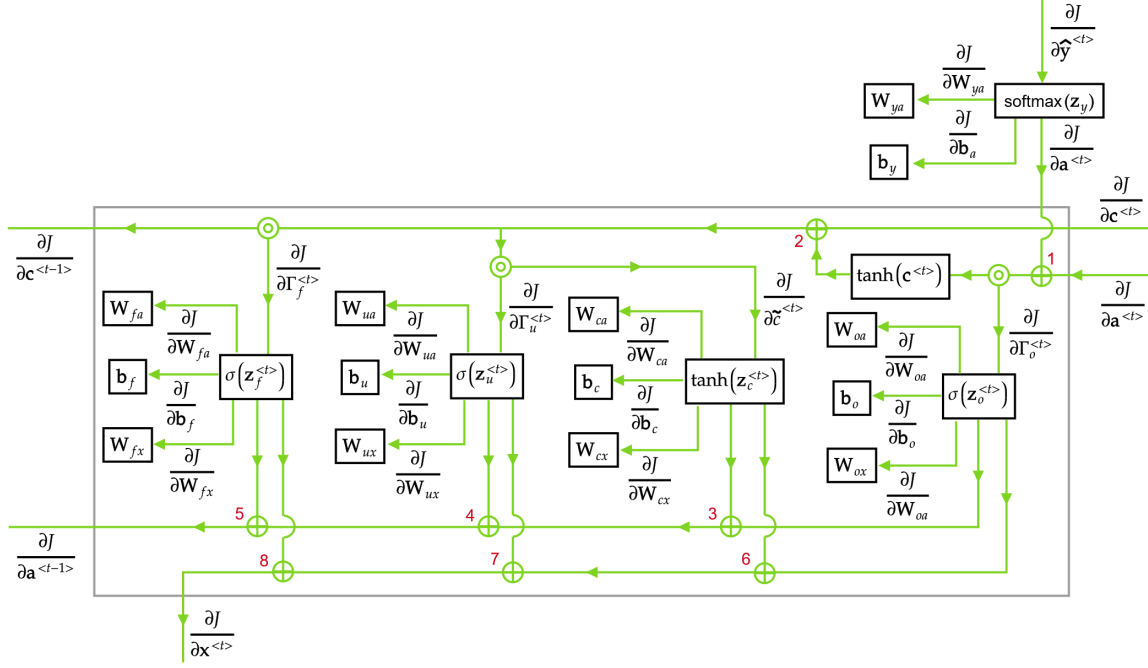 ∂J/∂ŷ^<t>
∂J/∂W_ya
W_ya
softmax(z_y)
∂J/∂b_a
∂J/∂a^<t>
b_y
∂J/∂c^<t>
2
1
∂J/∂c^<t-1>
∂J/∂Γ_f^<t>
∂J/∂Γ_u^<t>
∂J/∂c̃^<t>
tanh(c^<t>)
∂J/∂a^<t>
W_fa
∂J/∂W_fa
W_ua
∂J/∂W_ua
W_ca
∂J/∂W_ca
W_oa
∂J/∂W_oa
∂J/∂Γ_o^<t>
b_f
σ(z_f^<t>)
b_u
σ(z_u^<t>)
b_c
tanh(z_c^<t>)
b_o
σ(z_o^<t>)
∂J/∂b_f
∂J/∂b_u
∂J/∂b_c
∂J/∂b_o
W_fx
∂J/∂W_fx
W_ux
∂J/∂W_ux
W_cx
∂J/∂W_cx
W_ox
∂J/∂W_oa
5
4
3
∂J/∂a^<t-1>
8
7
6
∂J/∂x^<t>